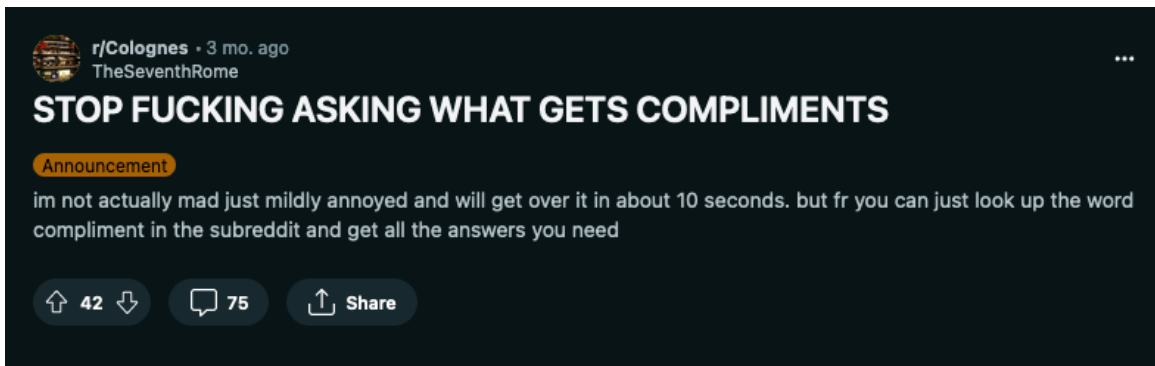 r/Colognes • 3 mo. ago
TheSeventhRome
STOP FUCKING ASKING WHAT GETS COMPLIMENTS
Announcement
im not actually mad just mildly annoyed and will get over it in about 10 seconds. but fr you can just look up the word
compliment in the subreddit and get all the answers you need
42 75 Share